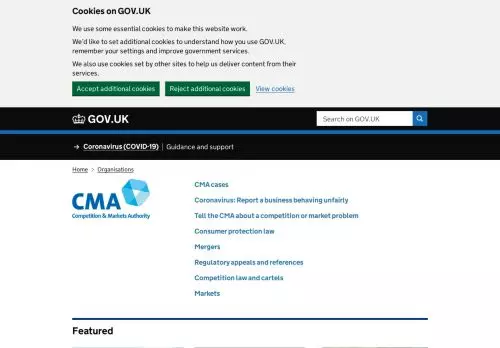 Cookies on GOV.UK
We use some essential cookies to make this website work.
We'd like to set additional cookies to understand how you use GOV.UK,
remember your settings and improve government services.
We also use cookies set by other sites to help us deliver content from their
services.
Accept additional cookies Reject additional cookies View cookies
GOV.UK Search on GOV.UK
→ Coronavirus (COVID-19) | Guidance and support
Home > Organisations
CMA
Competition & Markets Authority
CMA cases
Coronavirus: Report a business behaving unfairly
Tell the CMA about a competition or market problem
Consumer protection law
Mergers
Regulatory appeals and references
Competition law and cartels
Markets
Featured